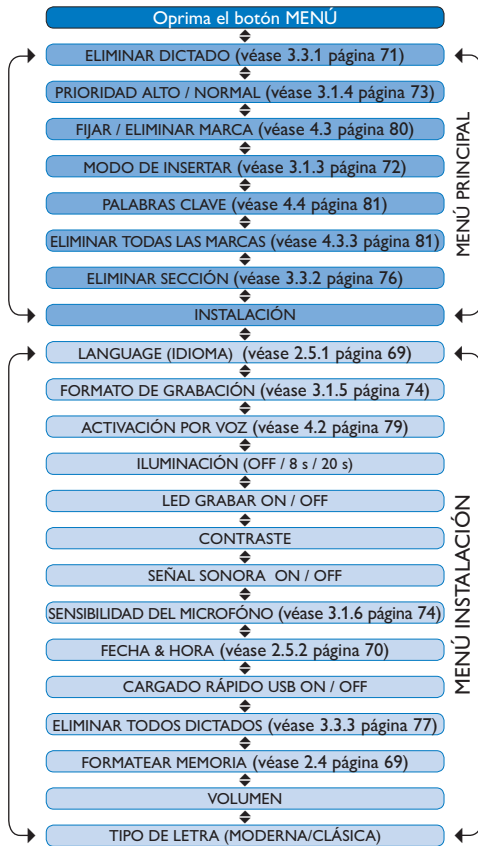 Oprima el botón MENÚ
ELIMINAR DICTADO (véase 3.3.1 página 71)
PRIORIDAD ALTO / NORMAL (véase 3.1.4 página 73)
FIJAR / ELIMINAR MARCA (véase 4.3 página 80)
MODO DE INSERTAR (véase 3.1.3 página 72)
PALABRAS CLAVE (véase 4.4 página 81)
ELIMINAR TODAS LAS MARCAS (véase 4.3.3 página 81)
ELIMINAR SECCIÓN (véase 3.3.2 página 76)
INSTALACIÓN
MENÚ PRINCIPAL
LANGUAGE (IDIOMA) (véase 2.5.1 página 69)
FORMATO DE GRABACIÓN (véase 3.1.5 página 74)
ACTIVACIÓN POR VOZ (véase 4.2 página 79)
ILUMINACIÓN (OFF / 8 s / 20 s)
LED GRABAR ON / OFF
CONTRASTE
SEÑAL SONORA ON / OFF
SENSIBILIDAD DEL MICROFÓNO (véase 3.1.6 página 74)
FECHA & HORA (véase 2.5.2 página 70)
CARGADO RÁPIDO USB ON / OFF
ELIMINAR TODOS DICTADOS (véase 3.3.3 página 77)
FORMATEAR MEMORIA (véase 2.4 página 69)
VOLUMEN
TIPO DE LETRA (MODERNA/CLÁSICA)
MENÚ INSTALACIÓN